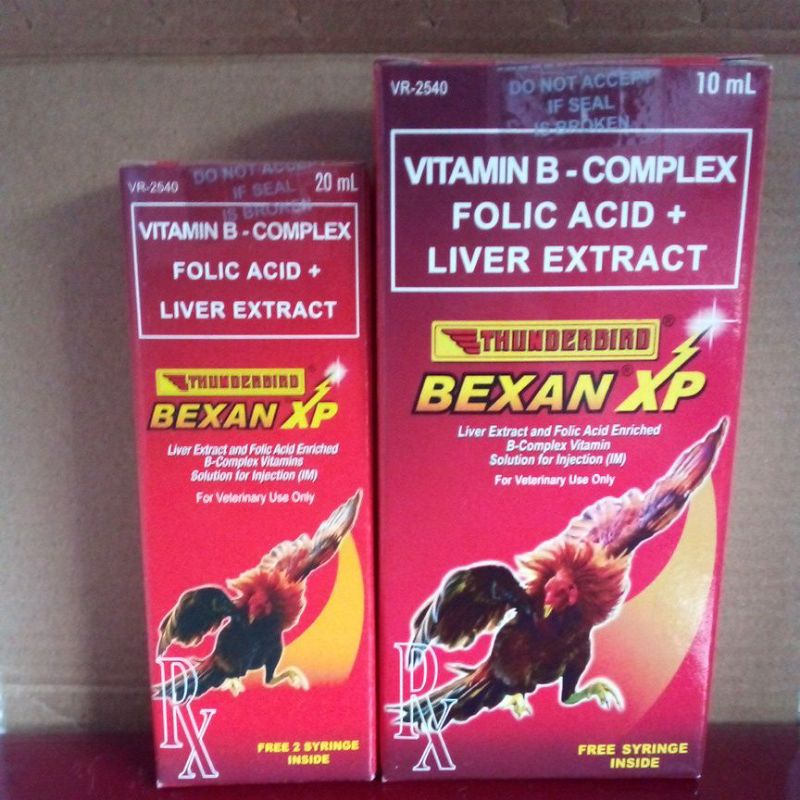 VR-2540
20 mL
DO NOT ACCEPT
IF SEAL
IS BROKEN
VITAMIN B - COMPLEX
FOLIC ACID +
LIVER EXTRACT
THUNDERBIRD
BEXAN XP
Liver Extract and Folic Acid Enriched
B-Complex Vitamins
Solution for Injection (IM)
For Veterinary Use Only
RX
FREE 2 SYRINGE
INSIDE
VR-2540
10 mL
DO NOT ACCEPT
IF SEAL
IS BROKEN
VITAMIN B - COMPLEX
FOLIC ACID +
LIVER EXTRACT
THUNDERBIRD®
BEXAN® XP
Liver Extract and Folic Acid Enriched
B-Complex Vitamin
Solution for Injection (IM)
For Veterinary Use Only
RX
FREE SYRINGE
INSIDE